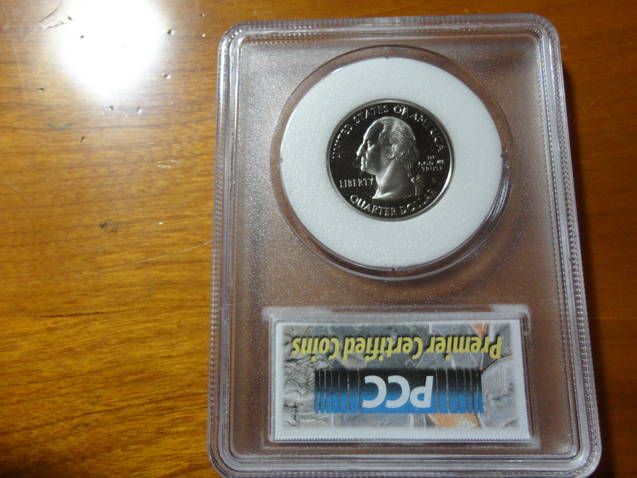 UNITED STATES OF AMERICA
LIBERTY
IN
GOD WE
TRUST
QUARTER DOLLAR
PCC
Premier Certified Coins